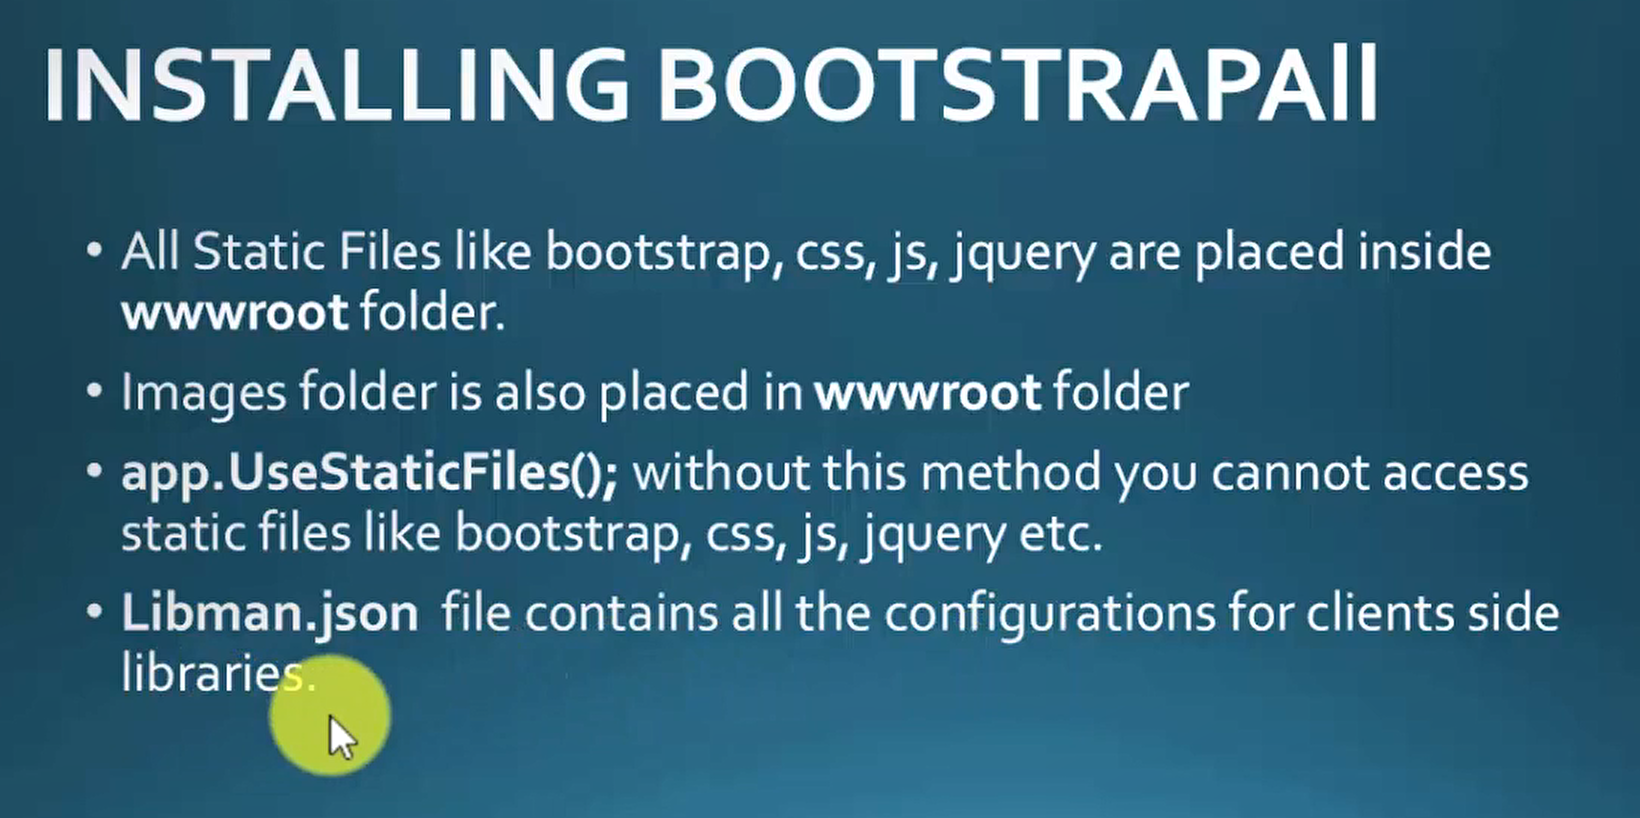 INSTALLING BOOTSTRAPAll
• All Static Files like bootstrap, css, js, jquery are placed inside
wwwroot folder.
• Images folder is also placed in wwwroot folder
• app.UseStaticFiles(); without this method you cannot access
static files like bootstrap, css, js, jquery etc.
• Libman.json file contains all the configurations for clients side
libraries.